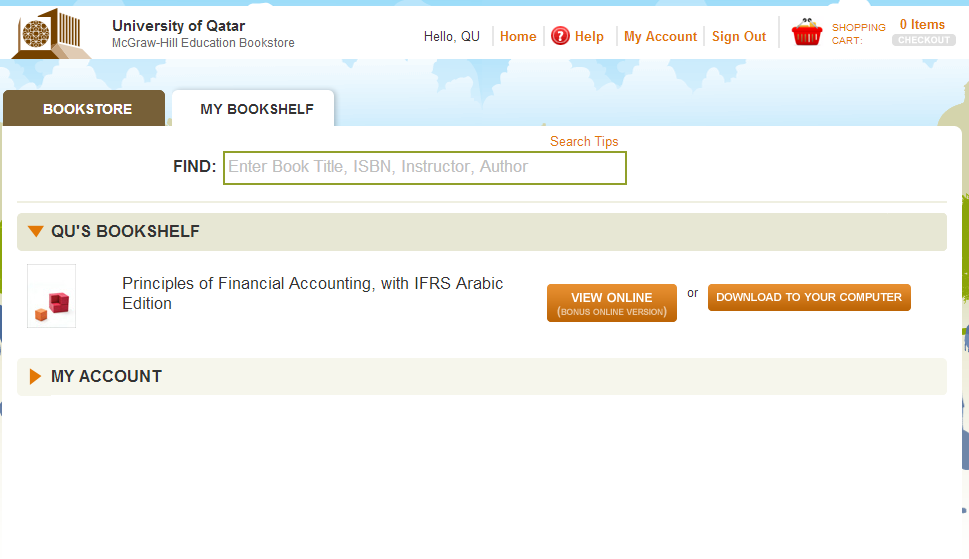 University of Qatar
McGraw-Hill Education Bookstore
Hello, QU
Home
? Help
My Account
Sign Out
SHOPPING
CART:
0 Items
CHECKOUT
BOOKSTORE
MY BOOKSHELF
Search Tips
FIND:
Enter Book Title, ISBN, Instructor, Author
QU'S BOOKSHELF
Principles of Financial Accounting, with IFRS Arabic
Edition
VIEW ONLINE
(BONUS ONLINE VERSION)
or
DOWNLOAD TO YOUR COMPUTER
MY ACCOUNT